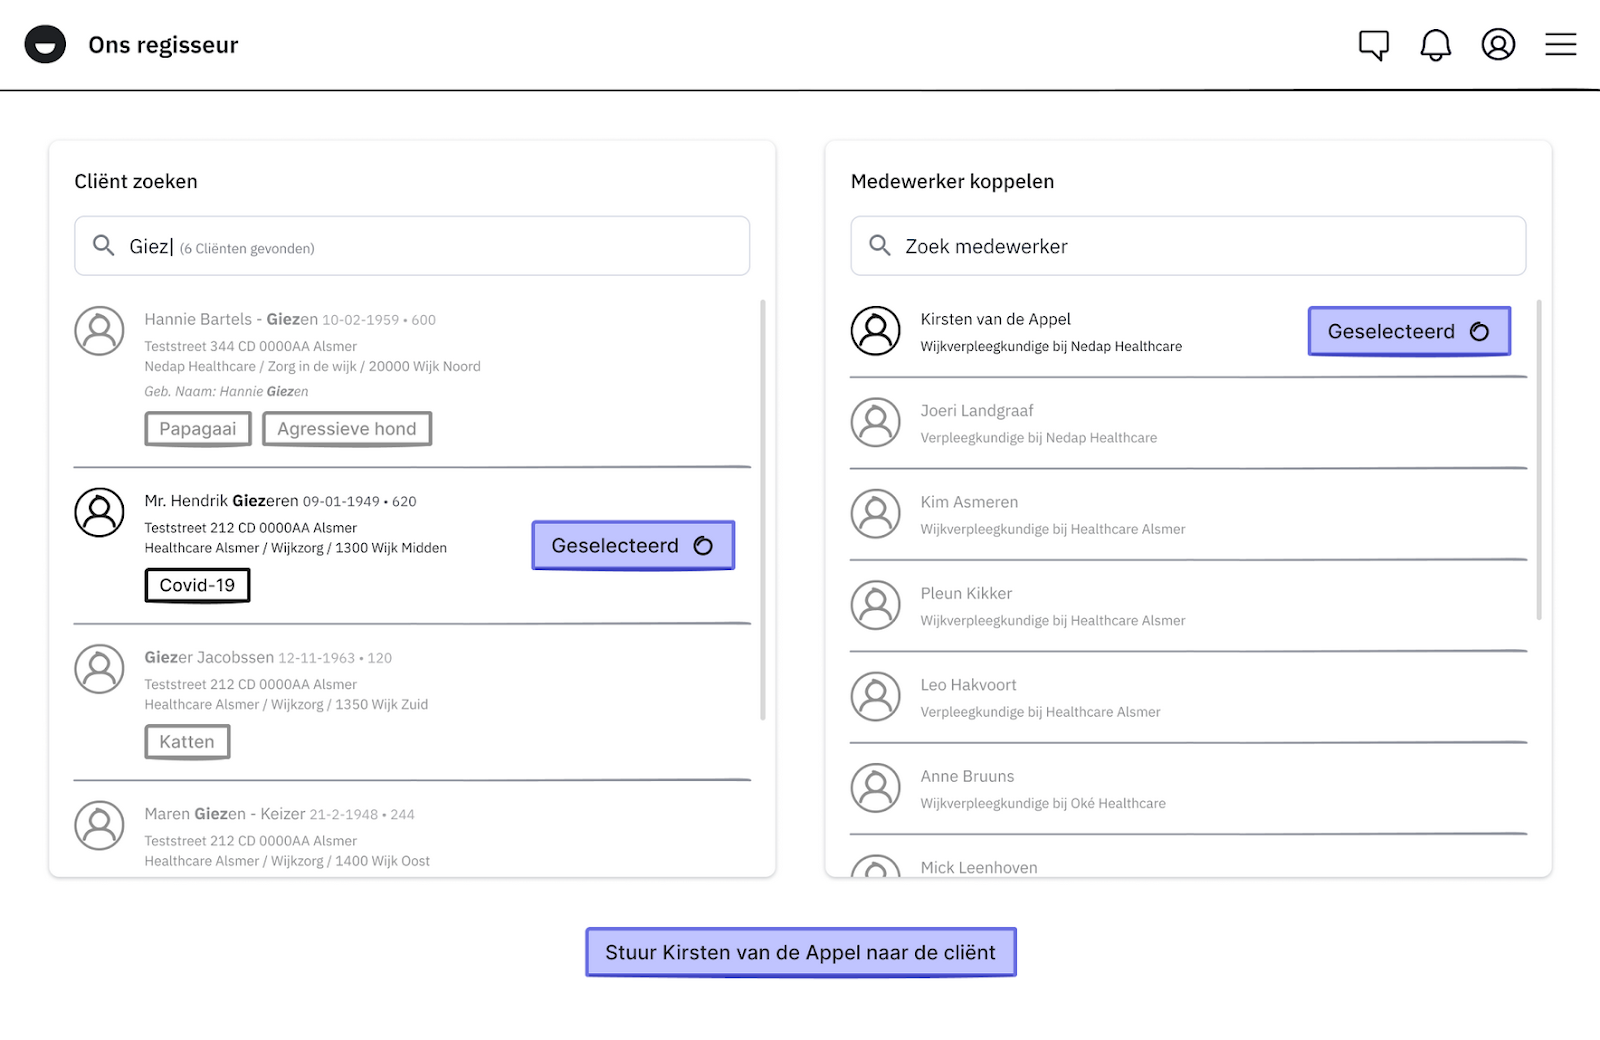 Ons regisseur
Cliënt zoeken
Giez| (6 Cliënten gevonden)
Hannie Bartels - Giezen 10-02-1959 • 600
Teststreet 344 CD 0000AA Alsmer
Nedap Healthcare / Zorg in de wijk / 20000 Wijk Noord
Geb. Naam: Hannie Giezen
Papagaai Agressieve hond
Mr. Hendrik Giezeren 09-01-1949 • 620
Teststreet 212 CD 0000AA Alsmer
Healthcare Alsmer / Wijkzorg / 1300 Wijk Midden
Geselecteerd
Covid-19
Giezer Jacobssen 12-11-1963 • 120
Teststreet 212 CD 0000AA Alsmer
Healthcare Alsmer / Wijkzorg / 1350 Wijk Zuid
Katten
Maren Giezen - Keizer 21-2-1948 • 244
Teststreet 212 CD 0000AA Alsmer
Healthcare Alsmer / Wijkzorg / 1400 Wijk Oost
Medewerker koppelen
Zoek medewerker
Kirsten van de Appel
Wijkverpleegkundige bij Nedap Healthcare
Geselecteerd
Joeri Landgraaf
Verpleegkundige bij Nedap Healthcare
Kim Asmeren
Wijkverpleegkundige bij Healthcare Alsmer
Pleun Kikker
Wijkverpleegkundige bij Healthcare Alsmer
Leo Hakvoort
Verpleegkundige bij Healthcare Alsmer
Anne Bruuns
Wijkverpleegkundige bij Oké Healthcare
Mick Leenhoven
Stuur Kirsten van de Appel naar de cliënt